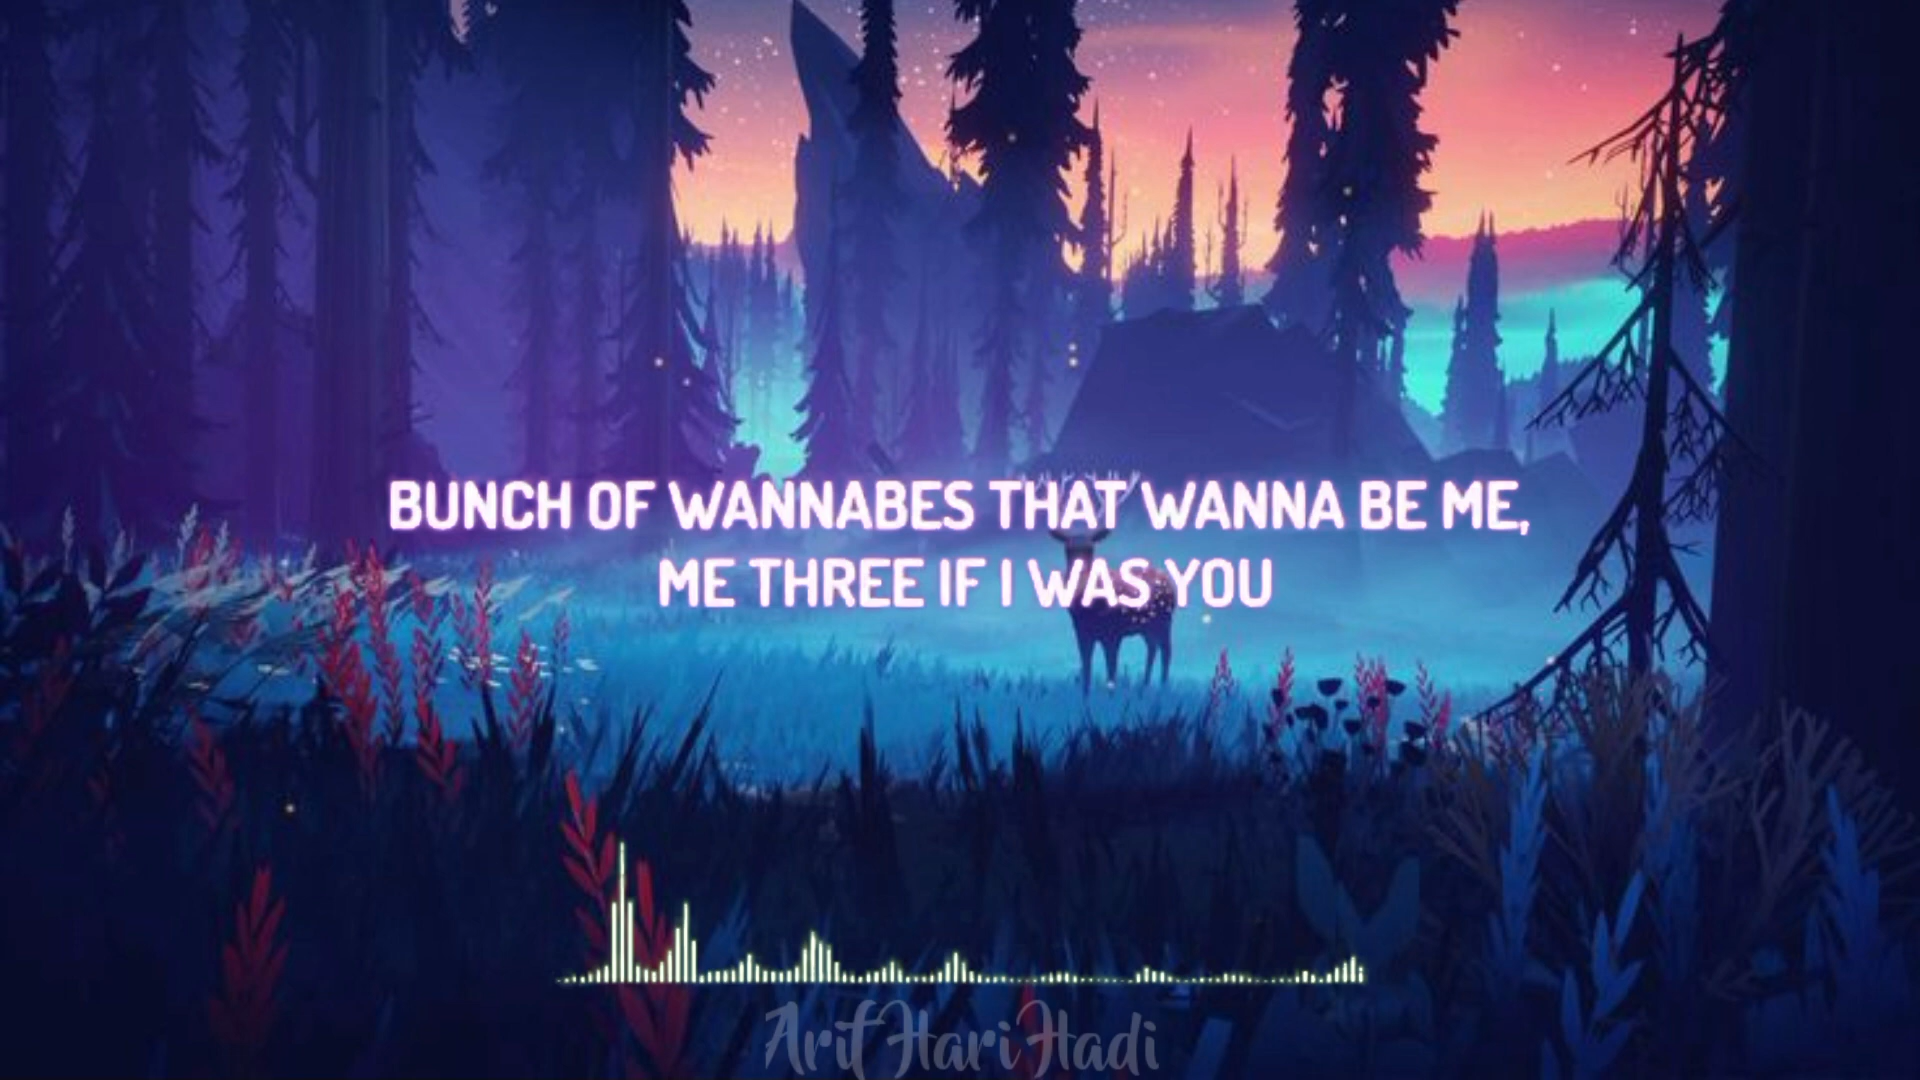 BUNCH OF WANNABES THAT WANNA BE ME,
ME THREE IF I WAS YOU
Arif Hari Hadi